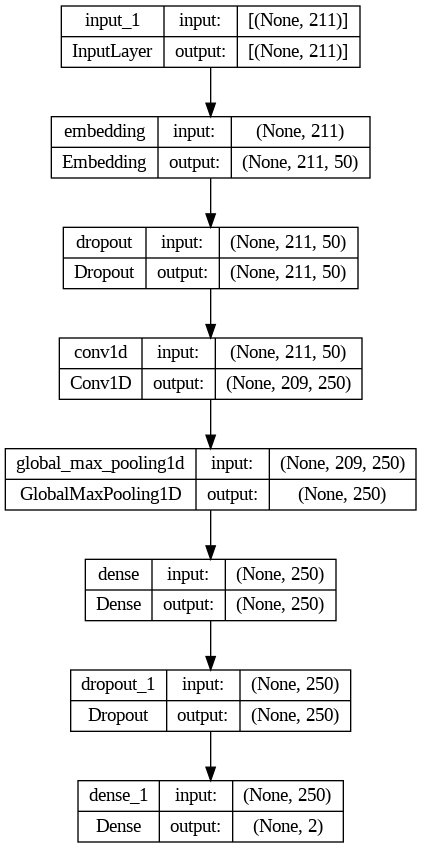 input_1 input: [(None, 211)]
InputLayer output: [(None, 211)]
embedding input: (None, 211)
Embedding output: (None, 211, 50)
dropout input: (None, 211, 50)
Dropout output: (None, 211, 50)
conv1d input: (None, 211, 50)
Conv1D output: (None, 209, 250)
global_max_pooling1d input: (None, 209, 250)
GlobalMaxPooling1D output: (None, 250)
dense input: (None, 250)
Dense output: (None, 250)
dropout_1 input: (None, 250)
Dropout output: (None, 250)
dense_1 input: (None, 250)
Dense output: (None, 2)